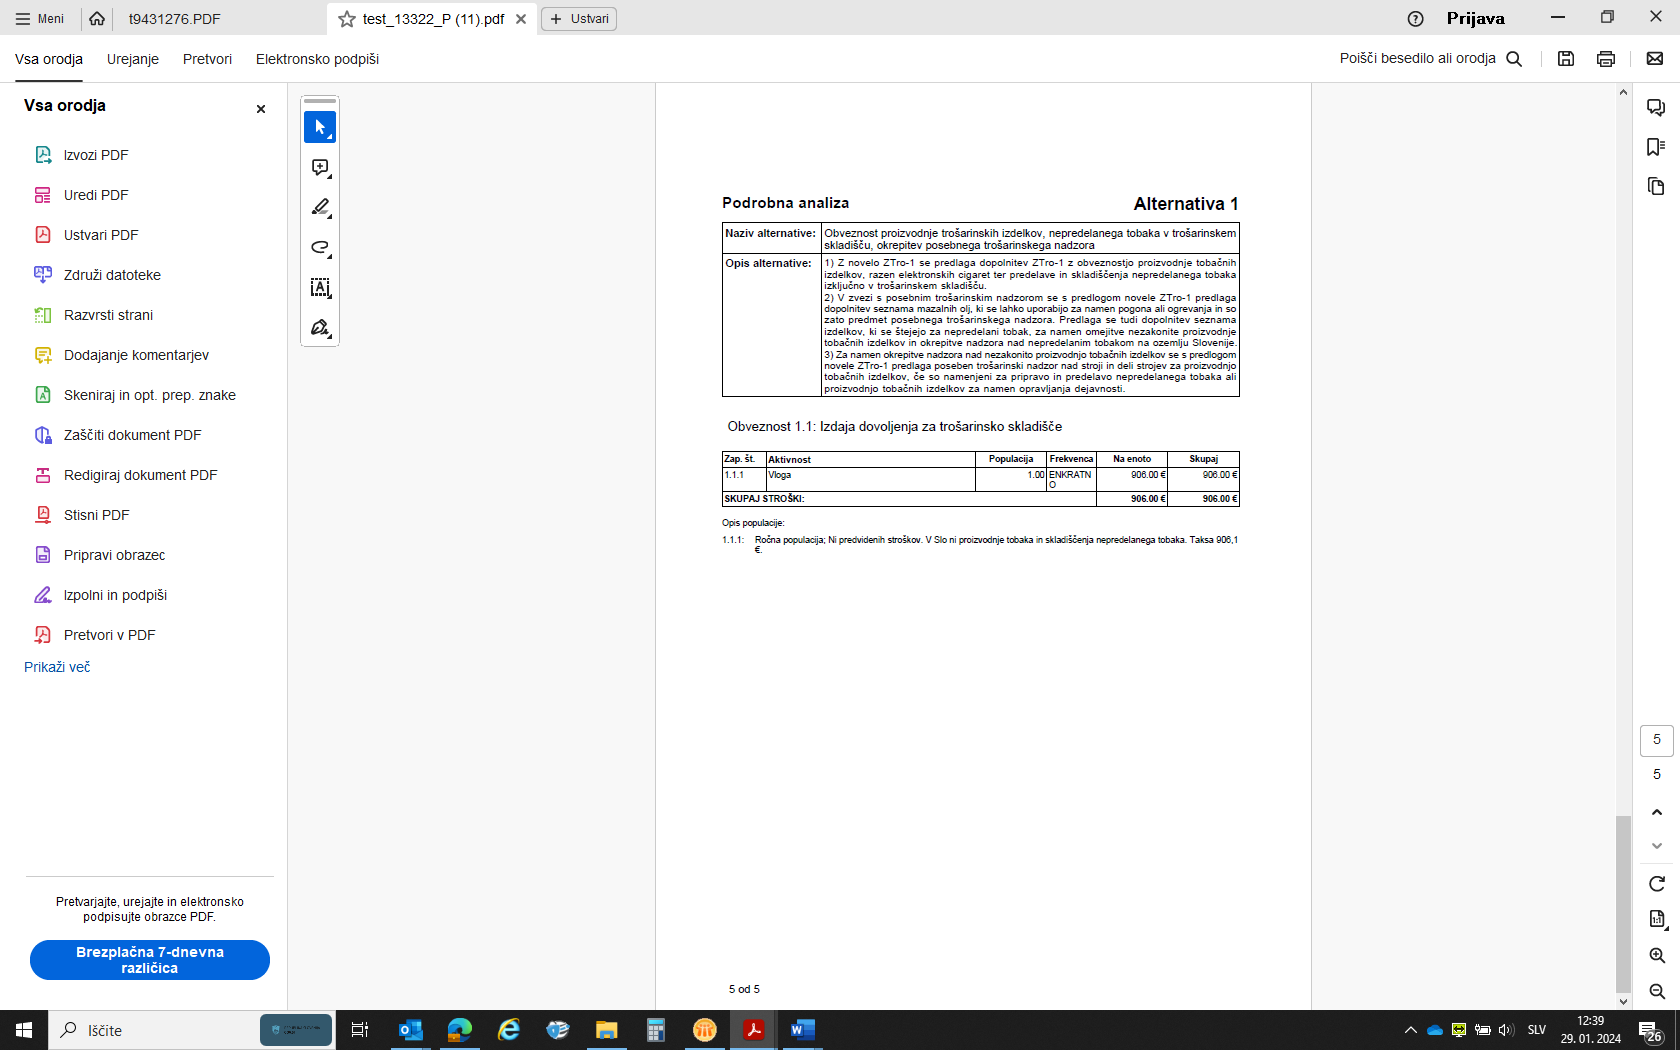 Meni
t9431276.PDF
test_13322_P (11).pdf
Ustvari
Prijava
Vsa orodja
Urejanje
Pretvori
Elektronsko podpiši
Poišči besedilo ali orodja
Vsa orodja
Izvozi PDF
Uredi PDF
Ustvari PDF
Združi datoteke
Razvrsti strani
Dodajanje komentarjev
Skeniraj in opt. prep. znake
Zaščiti dokument PDF
Redigiraj dokument PDF
Stisni PDF
Pripravi obrazec
Izpolni in podpiši
Pretvori v PDF
Prikaži več
Pretvarjajte, urejajte in elektronsko
podpisujte obrazce PDF.
Brezplačna 7-dnevna
različica
Podrobna analiza
Alternativa 1
Naziv alternative:
Obveznost proizvodnje trošarinskih izdelkov, nepredelanega tobaka v trošarinskem
skladišču, okrepitev posebnega trošarinskega nadzora
Opis alternative:
1) Z novelo ZTro-1 se predlaga dopolnitev ZTro-1 z obveznostjo proizvodnje tobačnih
izdelkov, razen elektronskih cigaret ter predelave in skladiščenja nepredelanega tobaka
izključno v trošarinskem skladišču.
2) V zvezi s posebnim trošarinskim nadzorom se s predlogom novele ZTro-1 predlaga
dopolnitev seznama mazalnih olj, ki se lahko uporabijo za namen pogona ali ogrevanja in so
zato predmet posebnega trošarinskega nadzora. Predlaga se tudi dopolnitev seznama
izdelkov, ki se štejejo za nepredelani tobak, za namen omejitve nezakonite proizvodnje
tobačnih izdelkov in okrepitve nadzora nad nepredelanim tobakom na ozemlju Slovenije.
3) Za namen okrepitve nadzora nad nezakonito proizvodnjo tobačnih izdelkov se s predlogom
novele ZTro-1 predlaga poseben trošarinski nadzor nad stroji in deli strojev za proizvodnjo
tobačnih izdelkov, če so namenjeni za pripravo in predelavo nepredelanega tobaka ali
proizvodnjo tobačnih izdelkov za namen opravljanja dejavnosti.
Obveznost 1.1: Izdaja dovoljenja za trošarinsko skladišče
Zap. št. Aktivnost Populacija Frekvenca Na enoto Skupaj
1.1.1 Vloga 1.00 ENKRATN 906.00 € 906.00 €
O
SKUPAJ STROŠKI: 906.00 € 906.00 €
Opis populacije:
1.1.1: Ročna populacija; Ni predvidenih stroškov. V Slo ni proizvodnje tobaka in skladiščenja nepredelanega tobaka. Taksa 906,1
€.
5 od 5
5
5
Iščite
SLV
12:39
29. 01. 2024
26